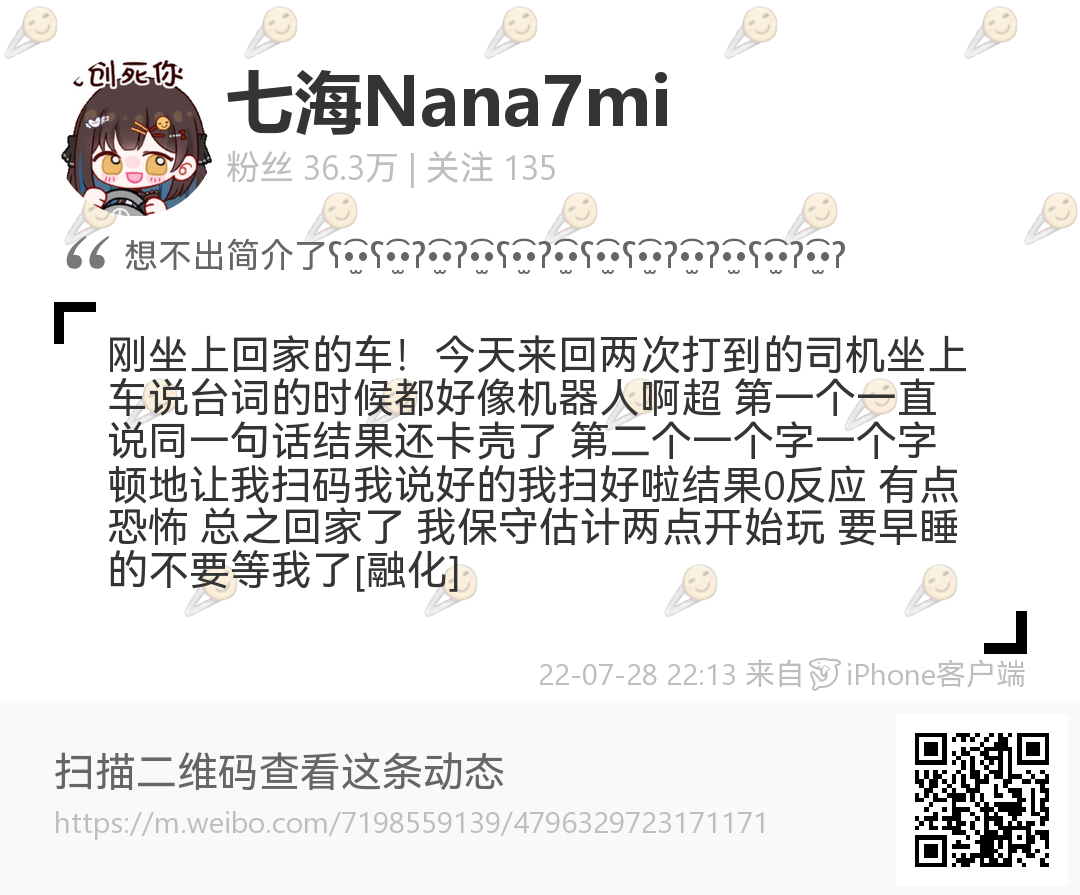 创死你
七海Nana7mi
粉丝 36.3万 | 关注 135
想不出简介了
刚坐上回家的车！今天来回两次打到的司机坐上
车说台词的时候都好像机器人啊超 第一个一直
说同一句话结果还卡壳了 第二个一个字一个字
顿地让我扫码我说好的我扫好啦结果0反应 有点
恐怖 总之回家了 我保守估计两点开始玩 要早睡
的不要等我了[融化]
22-07-28 22:13 来自 iPhone客户端
扫描二维码查看这条动态
https://m.weibo.com/7198559139/4796329723171171